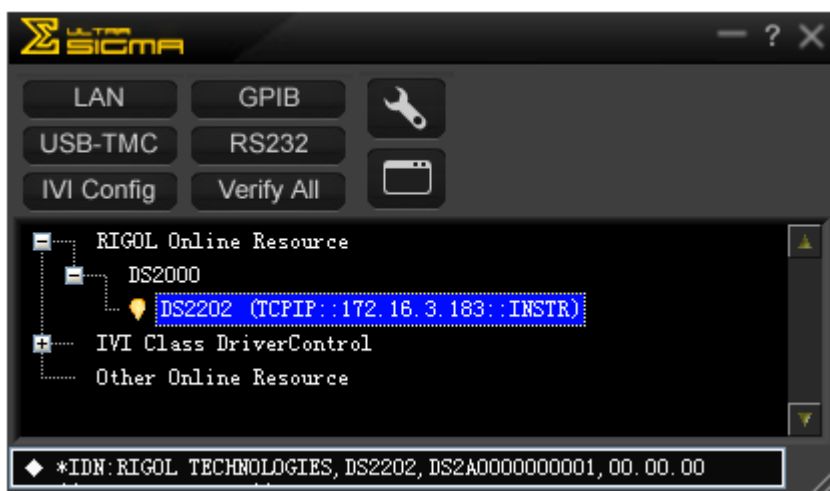 ULTRA
SIGMA
?
LAN GPIB
USB-TMC RS232
IVI Config Verify All
RIGOL Online Resource
DS2000
DS2202 (TCPIP::172.16.3.183::INSTR)
IVI Class DriverControl
Other Online Resource
*IDN:RIGOL TECHNOLOGIES,DS2202,DS2A0000000001,00.00.00